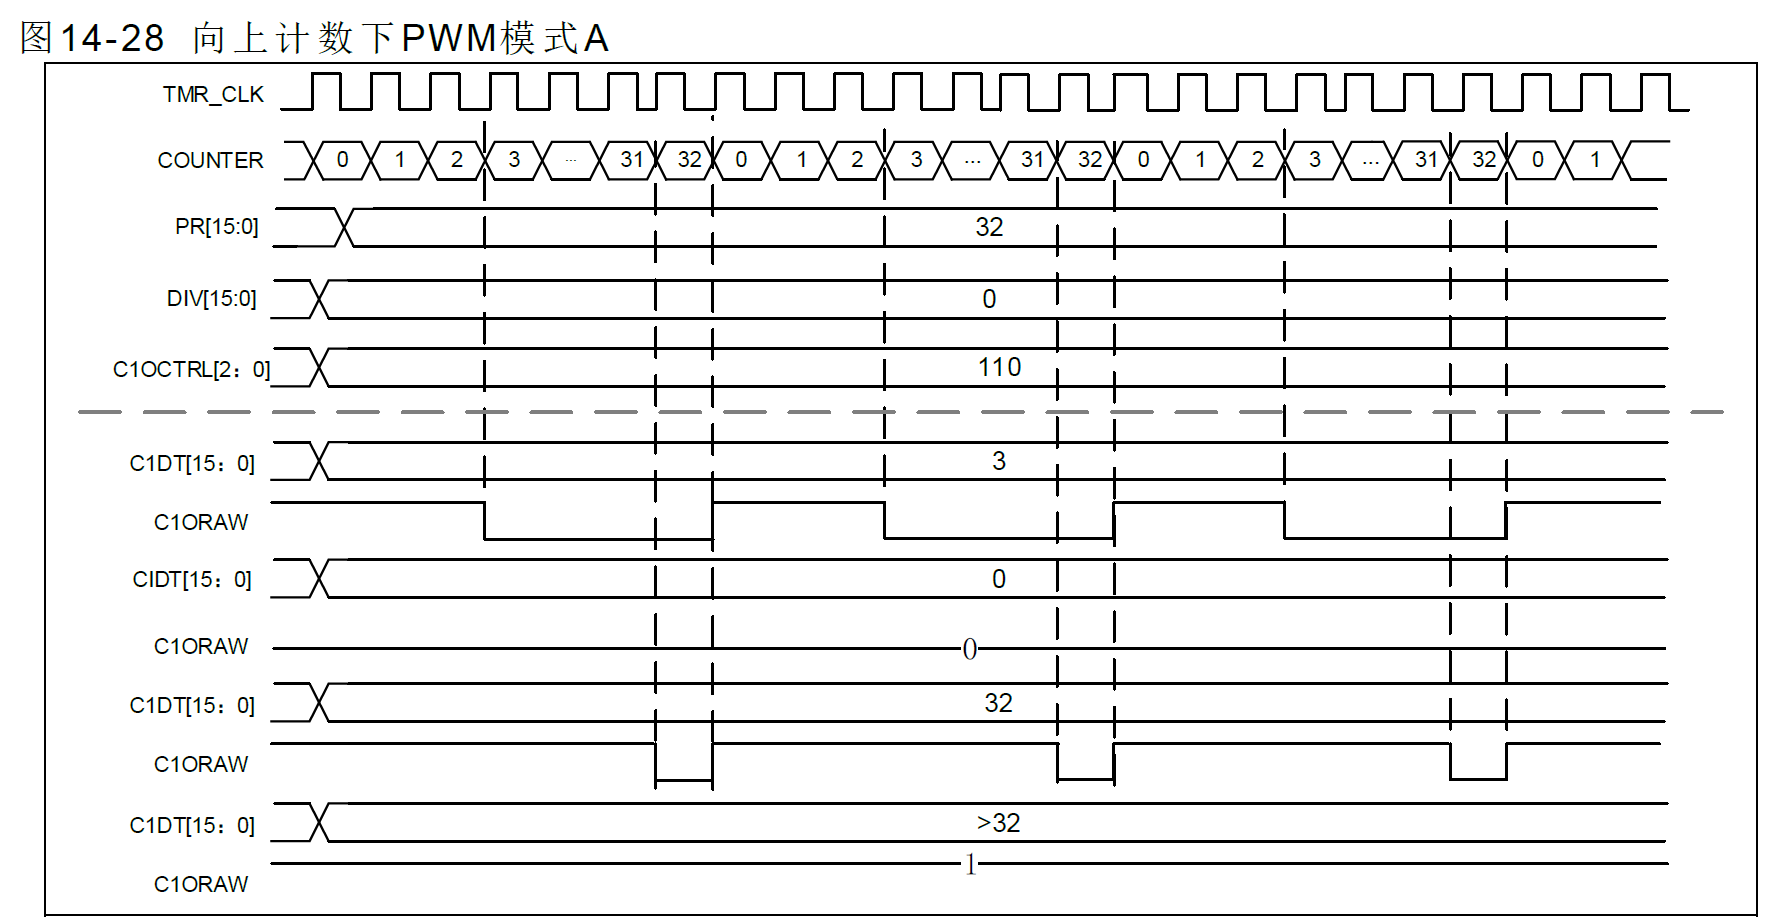 图14-28 向上计数下PWM模式A
TMR_CLK
COUNTER 0 1 2 3 ... 31 32 0 1 2 3 ... 31 32 0 1 2 3 ... 31 32 0 1
PR[15:0] 32
DIV[15:0] 0
C1OCTRL[2：0] 110
C1DT[15：0] 3
C1ORAW
CIDT[15：0] 0
C1ORAW 0
C1DT[15：0] 32
C1ORAW
C1DT[15：0] >32
C1ORAW 1